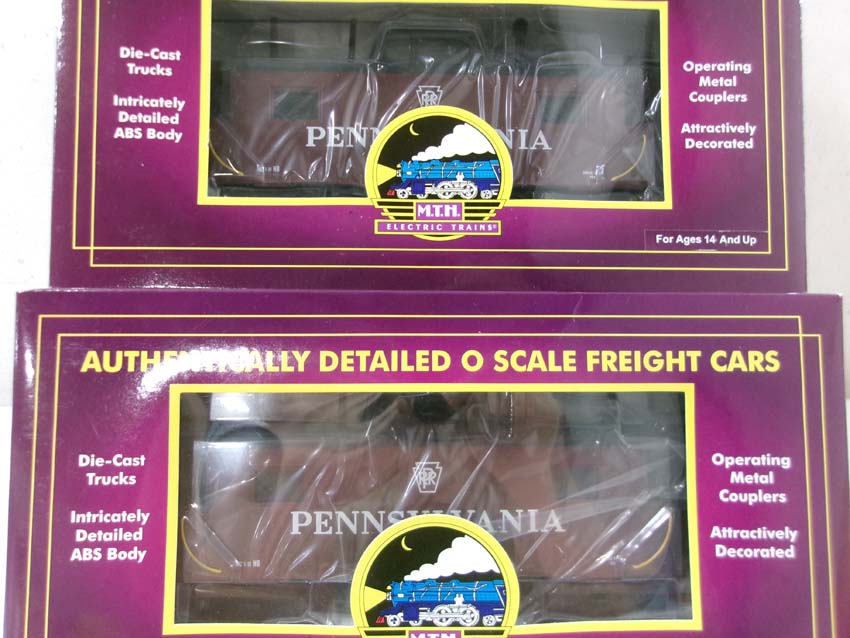 Die-Cast
Trucks
Intricately
Detailed
ABS Body
PRR
PENNSYLVANIA
Operating
Metal
Couplers
Attractively
Decorated
M.T.H.
ELECTRIC TRAINS®
For Ages 14 And Up
AUTHENTICALLY DETAILED O SCALE FREIGHT CARS
Die-Cast
Trucks
Intricately
Detailed
ABS Body
PRR
PENNSYLVANIA
Operating
Metal
Couplers
Attractively
Decorated
M.T.H.